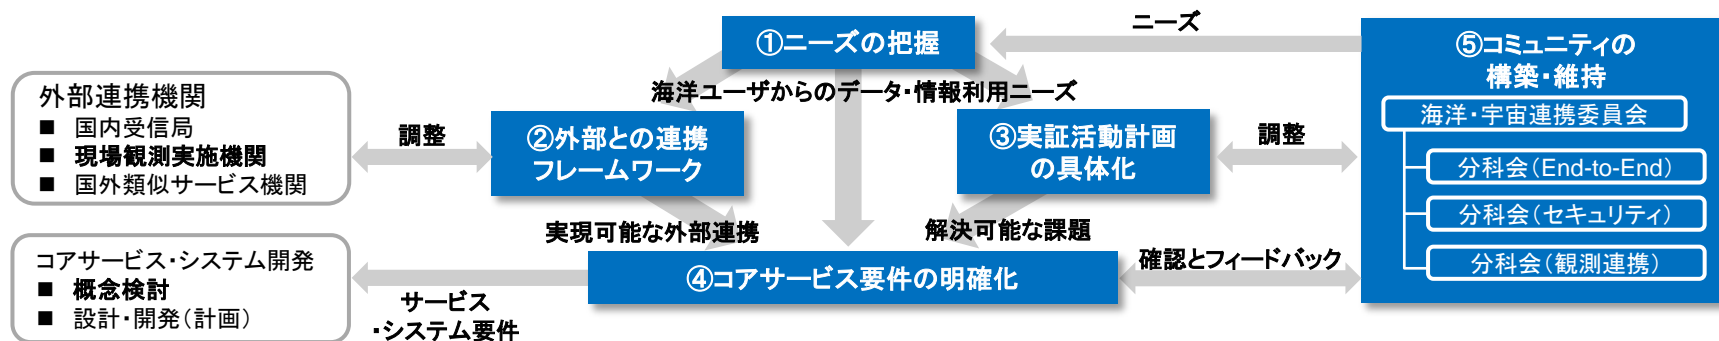 ①ニーズの把握
ニーズ
⑤コミュニティの
構築・維持
海洋・宇宙連携委員会
分科会(End-to-End)
分科会(セキュリティ)
分科会(観測連携)
海洋ユーザからのデータ・情報利用ニーズ
外部連携機関
■ 国内受信局
■ 現場観測実施機関
■ 国外類似サービス機関
調整
②外部との連携
フレームワーク
③実証活動計画
の具体化
調整
実現可能な外部連携
解決可能な課題
コアサービス・システム開発
■ 概念検討
■ 設計・開発(計画)
サービス
・システム要件
④コアサービス要件の明確化
確認とフィードバック